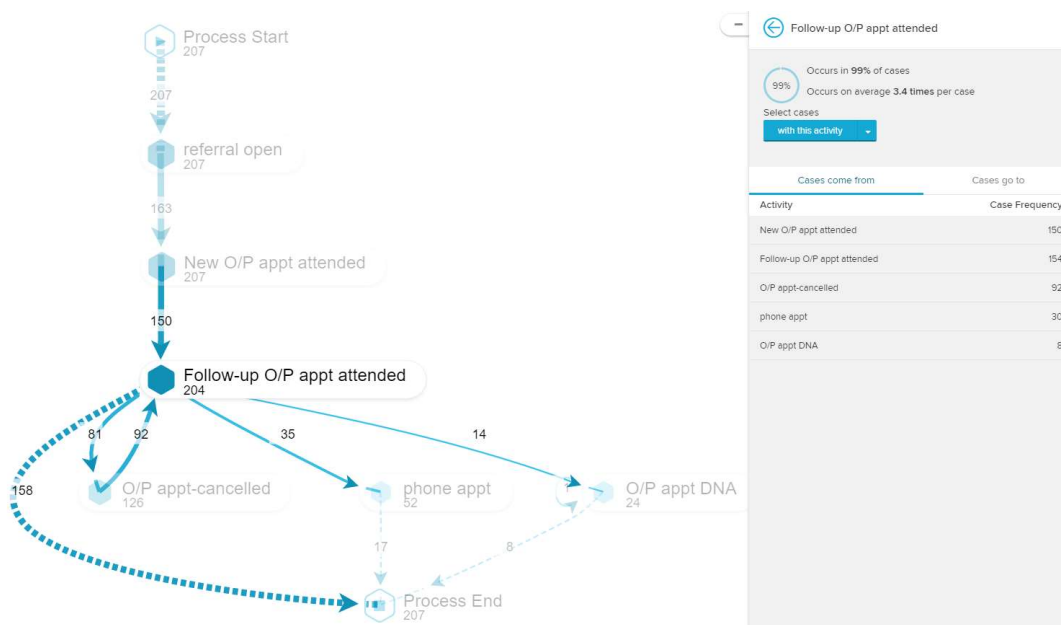 Process Start
207
207
referral open
207
163
New O/P appt attended
207
150
Follow-up O/P appt attended
204
81
92
35
14
158
O/P appt-cancelled
126
phone appt
52
1
O/P appt DNA
24
17
8
Process End
207
Follow-up O/P appt attended
99%
Occurs in 99% of cases
Occurs on average 3.4 times per case
Select cases
with this activity
Cases come from
Cases go to
Activity
Case Frequency
New O/P appt attended
150
Follow-up O/P appt attended
154
O/P appt-cancelled
92
phone appt
30
O/P appt DNA
8